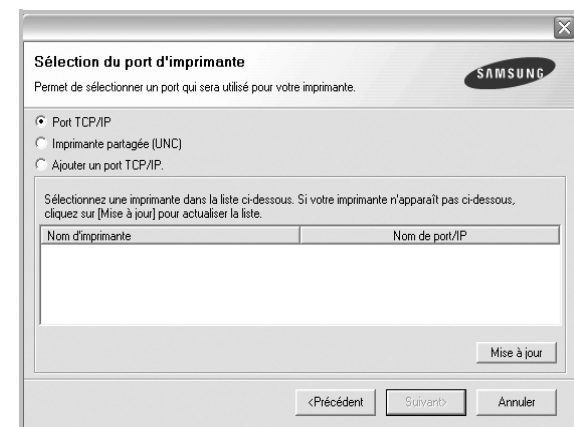 Sélection du port d'imprimante
Permet de sélectionner un port qui sera utilisé pour votre imprimante.
SAMSUNG
Port TCP/IP
Imprimante partagée (UNC)
Ajouter un port TCP/IP.
Sélectionnez une imprimante dans la liste ci-dessous. Si votre imprimante n'apparaît pas ci-dessous,
cliquez sur [Mise à jour] pour actualiser la liste.
Nom d'imprimante Nom de port/IP
Mise à jour
<Précédent Suivant> Annuler